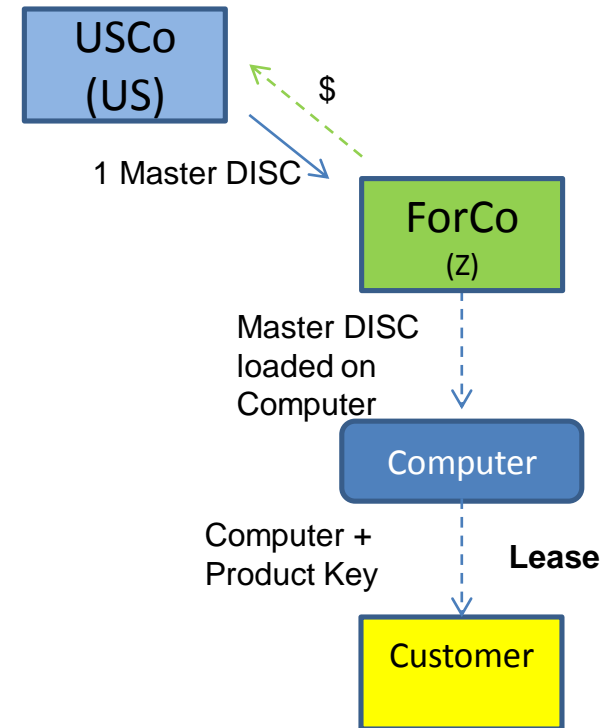 USCo
(US)
$
1 Master DISC
ForCo
(Z)
Master DISC
loaded on
Computer
Computer
Computer +
Product Key
Lease
Customer